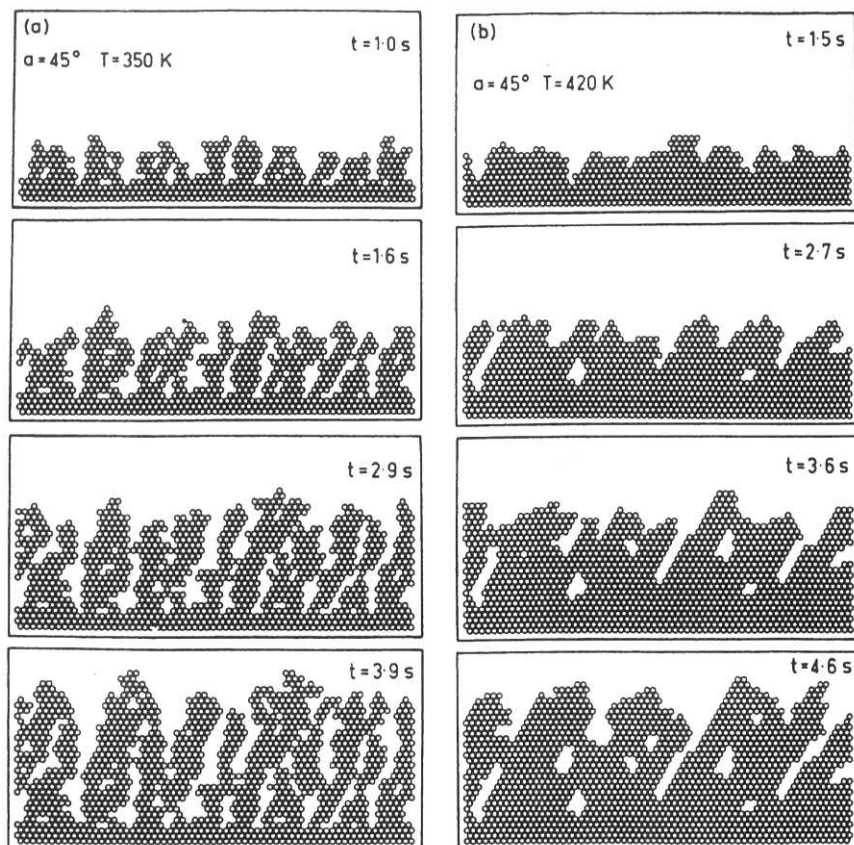 (a)
t=1·0 s
a=45° T=350 K
t=1·6 s
t=2·9 s
t=3·9 s
(b)
t=1·5 s
a=45° T=420 K
t=2·7 s
t=3·6 s
t=4·6 s